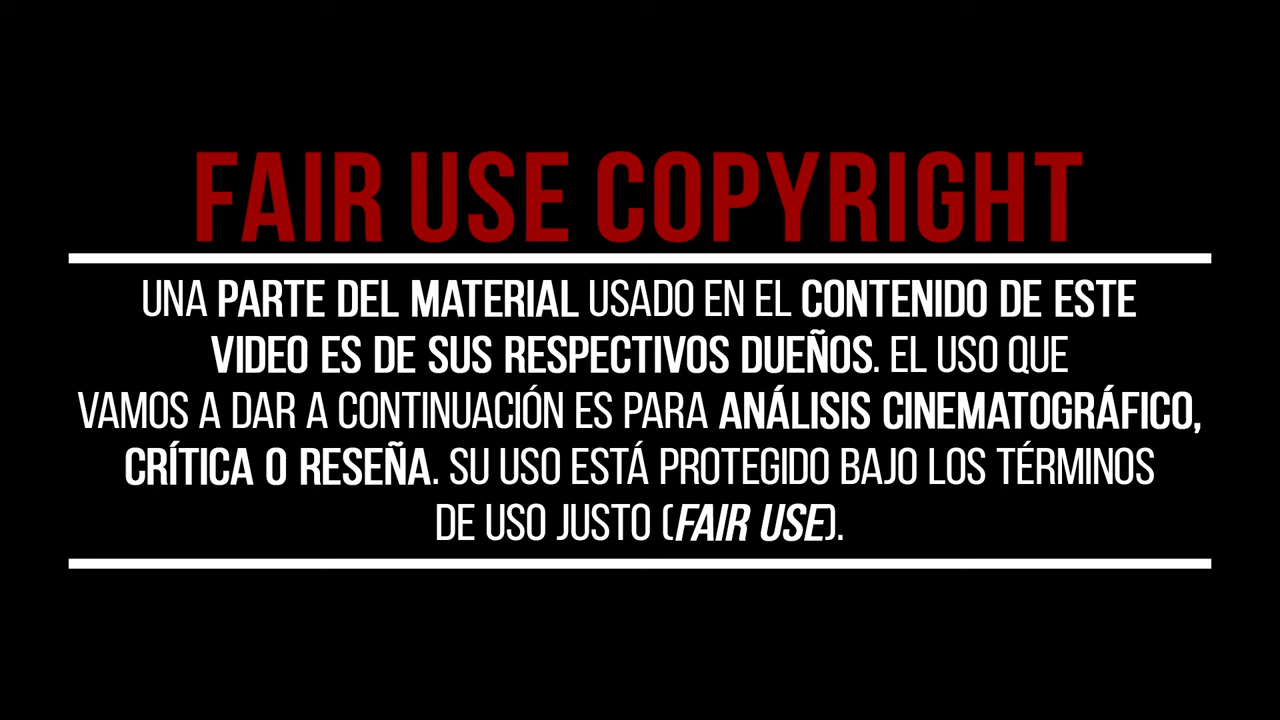 FAIR USE COPYRIGHT
UNA PARTE DEL MATERIAL USADO EN EL CONTENIDO DE ESTE
VIDEO ES DE SUS RESPECTIVOS DUEÑOS. EL USO QUE
VAMOS A DAR A CONTINUACIÓN ES PARA ANÁLISIS CINEMATOGRÁFICO,
CRÍTICA O RESEÑA. SU USO ESTÁ PROTEGIDO BAJO LOS TÉRMINOS
DE USO JUSTO (FAIR USE).